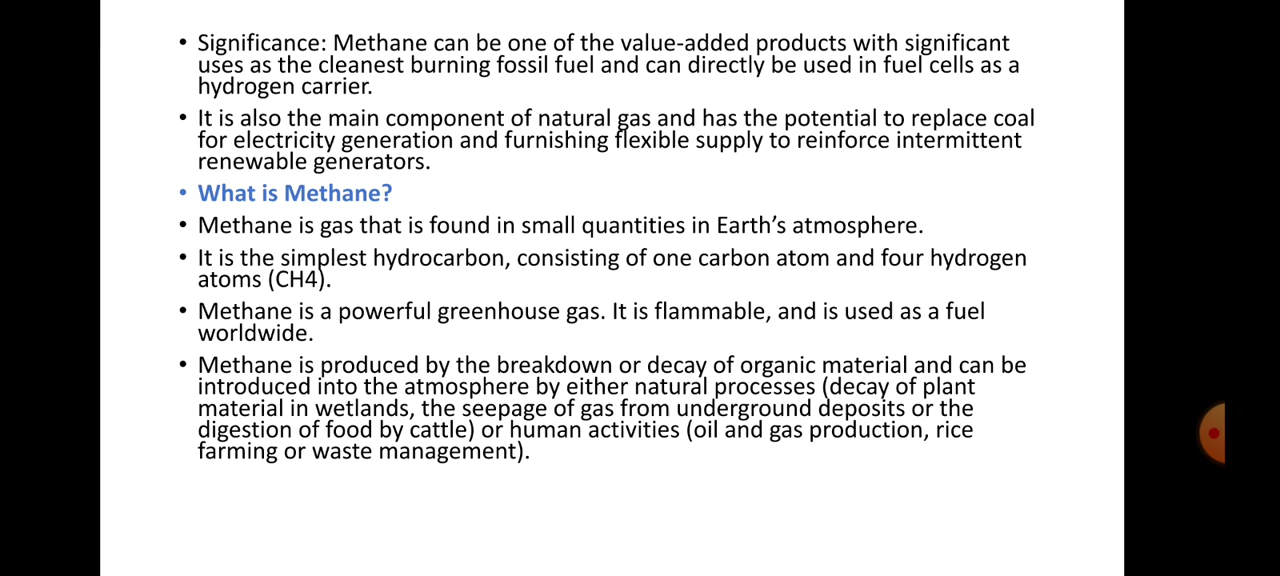 • Significance: Methane can be one of the value-added products with significant
uses as the cleanest burning fossil fuel and can directly be used in fuel cells as a
hydrogen carrier.
• It is also the main component of natural gas and has the potential to replace coal
for electricity generation and furnishing flexible supply to reinforce intermittent
renewable generators.
• What is Methane?
• Methane is gas that is found in small quantities in Earth’s atmosphere.
• It is the simplest hydrocarbon, consisting of one carbon atom and four hydrogen
atoms (CH4).
• Methane is a powerful greenhouse gas. It is flammable, and is used as a fuel
worldwide.
• Methane is produced by the breakdown or decay of organic material and can be
introduced into the atmosphere by either natural processes (decay of plant
material in wetlands, the seepage of gas from underground deposits or the
digestion of food by cattle) or human activities (oil and gas production, rice
farming or waste management).